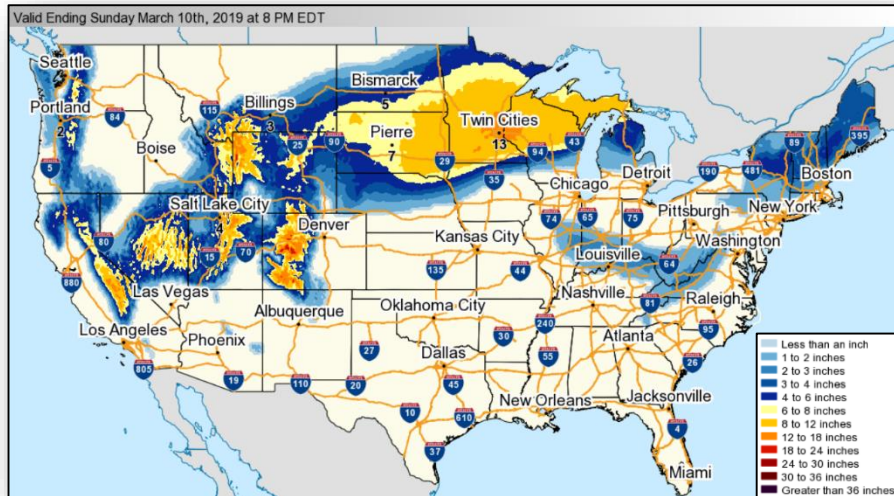 Valid Ending Sunday March 10th, 2019 at 8 PM EDT
Seattle
Portland
2
84
5
Boise
115
Billings
3
25
90
Bismarck
5
Pierre
7
29
Twin Cities
13
94
43
35
Chicago
Detroit
190
481
89
395
Boston
New York
Pittsburgh
Washington
Salt Lake City
4
80
15
70
Denver
Kansas City
135
44
74
65
75
Louisville
64
81
Raleigh
95
880
Las Vegas
Los Angeles
805
Phoenix
19
Albuquerque
110
Oklahoma City
27
20
Dallas
30
45
10
610
37
240
Nashville
55
Atlanta
26
New Orleans
Jacksonville
4
Miami
Less than an inch
1 to 2 inches
2 to 3 inches
3 to 4 inches
4 to 6 inches
6 to 8 inches
8 to 12 inches
12 to 18 inches
18 to 24 inches
24 to 30 inches
30 to 36 inches
Greater than 36 inches